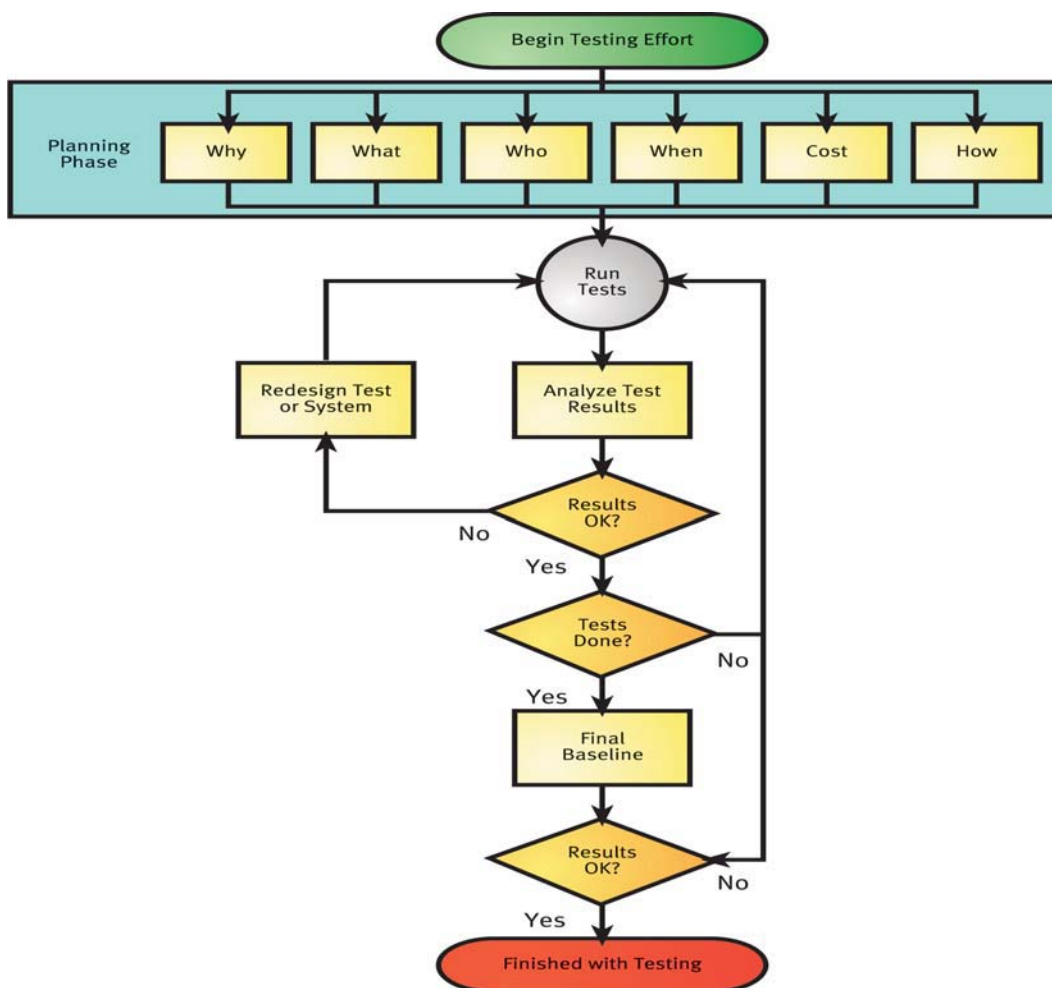 Begin Testing Effort
Planning
Phase
Why
What
Who
When
Cost
How
Run
Tests
Redesign Test
or System
Analyze Test
Results
Results
OK?
No
Yes
Tests
Done?
No
Yes
Final
Baseline
Results
OK?
No
Yes
Finished with Testing